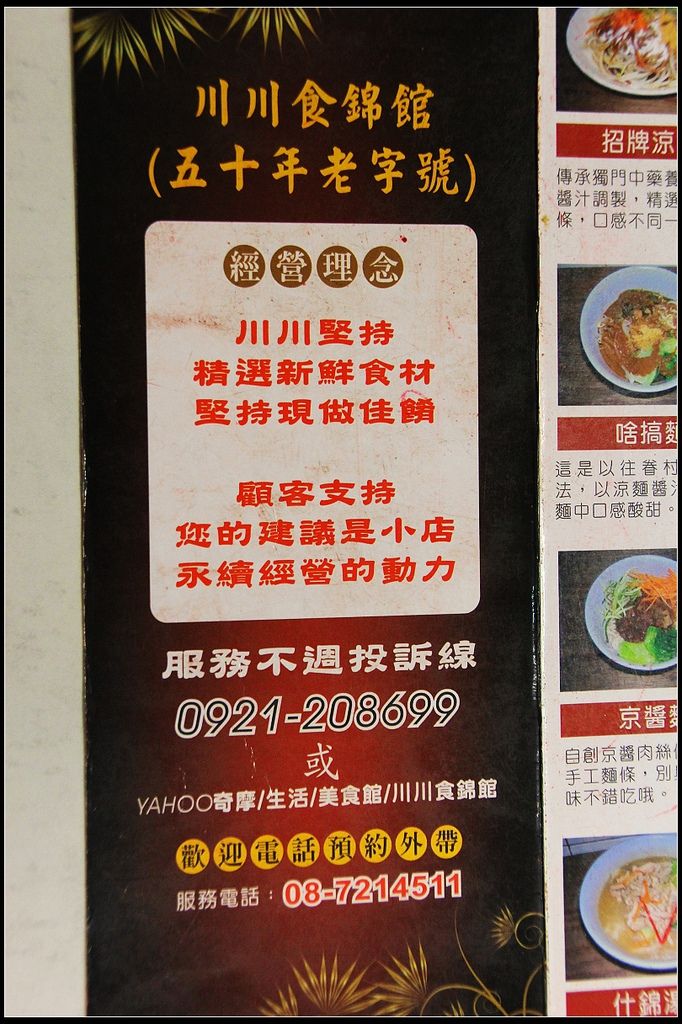 川川食錦館
(五十年老字號)
經營理念
川川堅持
精選新鮮食材
堅持現做佳餚
顧客支持
您的建議是小店
永續經營的動力
服務不週投訴線
0921-208699
或
YAHOO奇摩/生活/美食館/川川食錦館
歡迎電話預約外帶
服務電話：08-7214511
招牌涼
傳承獨門中藥養
醬汁調製，精選
條，口感不同一
啥搞麵
這是以往眷村
法，以涼麵醬汁
麵中口感酸甜。
京醬麵
自創京醬肉絲
手工麵條，別
味不錯吃哦。
什錦湯